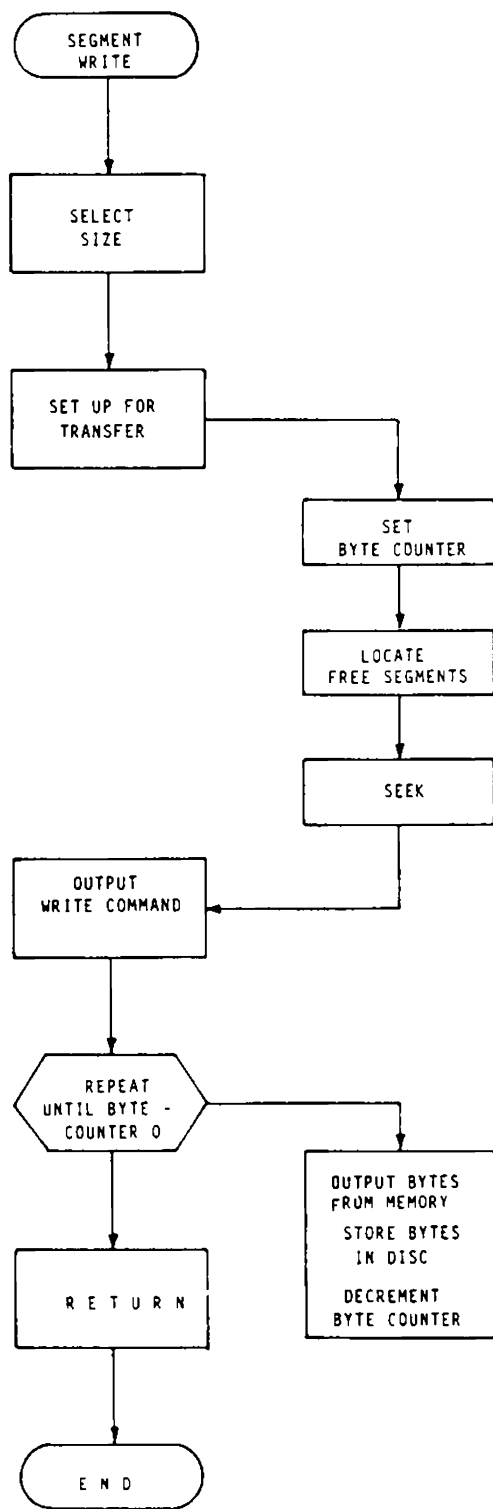 SEGMENT
WRITE
SELECT
SIZE
SET UP FOR
TRANSFER
SET
BYTE COUNTER
LOCATE
FREE SEGMENTS
SEEK
OUTPUT
WRITE COMMAND
REPEAT
UNTIL BYTE -
COUNTER 0
OUTPUT BYTES
FROM MEMORY
STORE BYTES
IN DISC
DECREMENT
BYTE COUNTER
R E T U R N
E N D